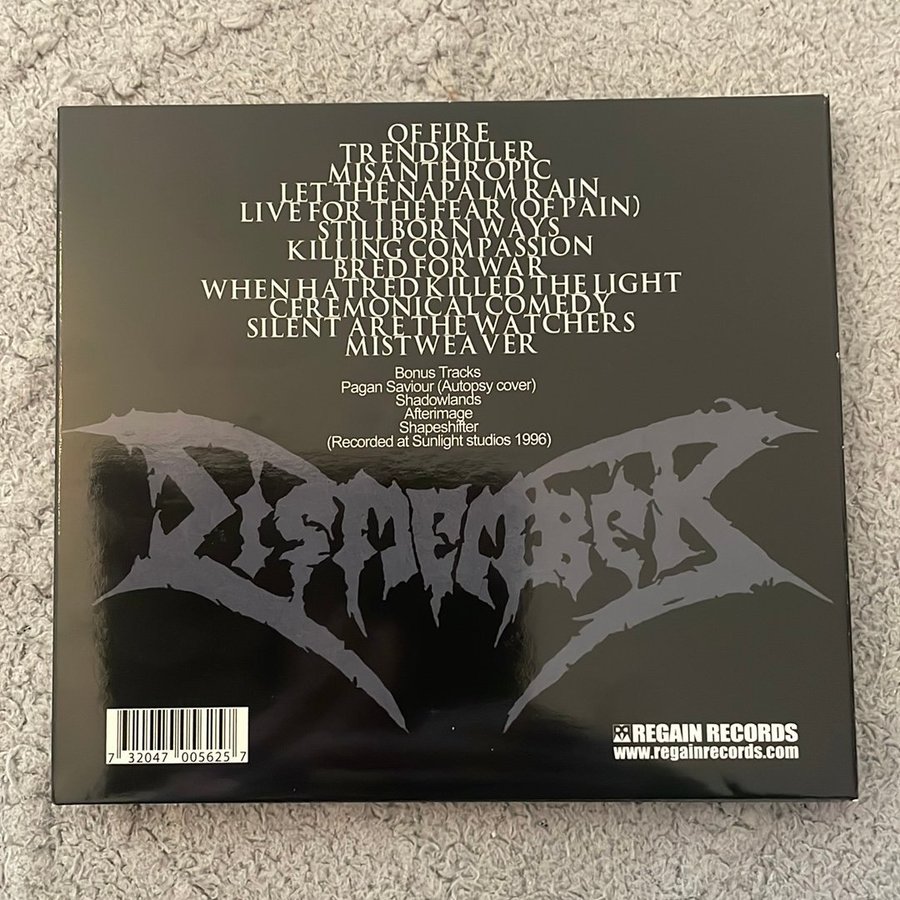 OF FIRE
TRENDKILLER
MISANTHROPIC
LET THE NAPALM RAIN
LIVE FOR THE FEAR (OF PAIN)
STILLBORN WAYS
KILLING COMPASSION
BRED FOR WAR
WHEN HATRED KILLED THE LIGHT
CEREMONICAL COMEDY
SILENT ARE THE WATCHERS
MISTWEAVER
Bonus Tracks
Pagan Saviour (Autopsy cover)
Shadowlands
Afterimage
Shapeshifter
(Recorded at Sunlight studios 1996)
DISMEMBER
7 32047 005625 7
RR REGAIN RECORDS
www.regainrecords.com